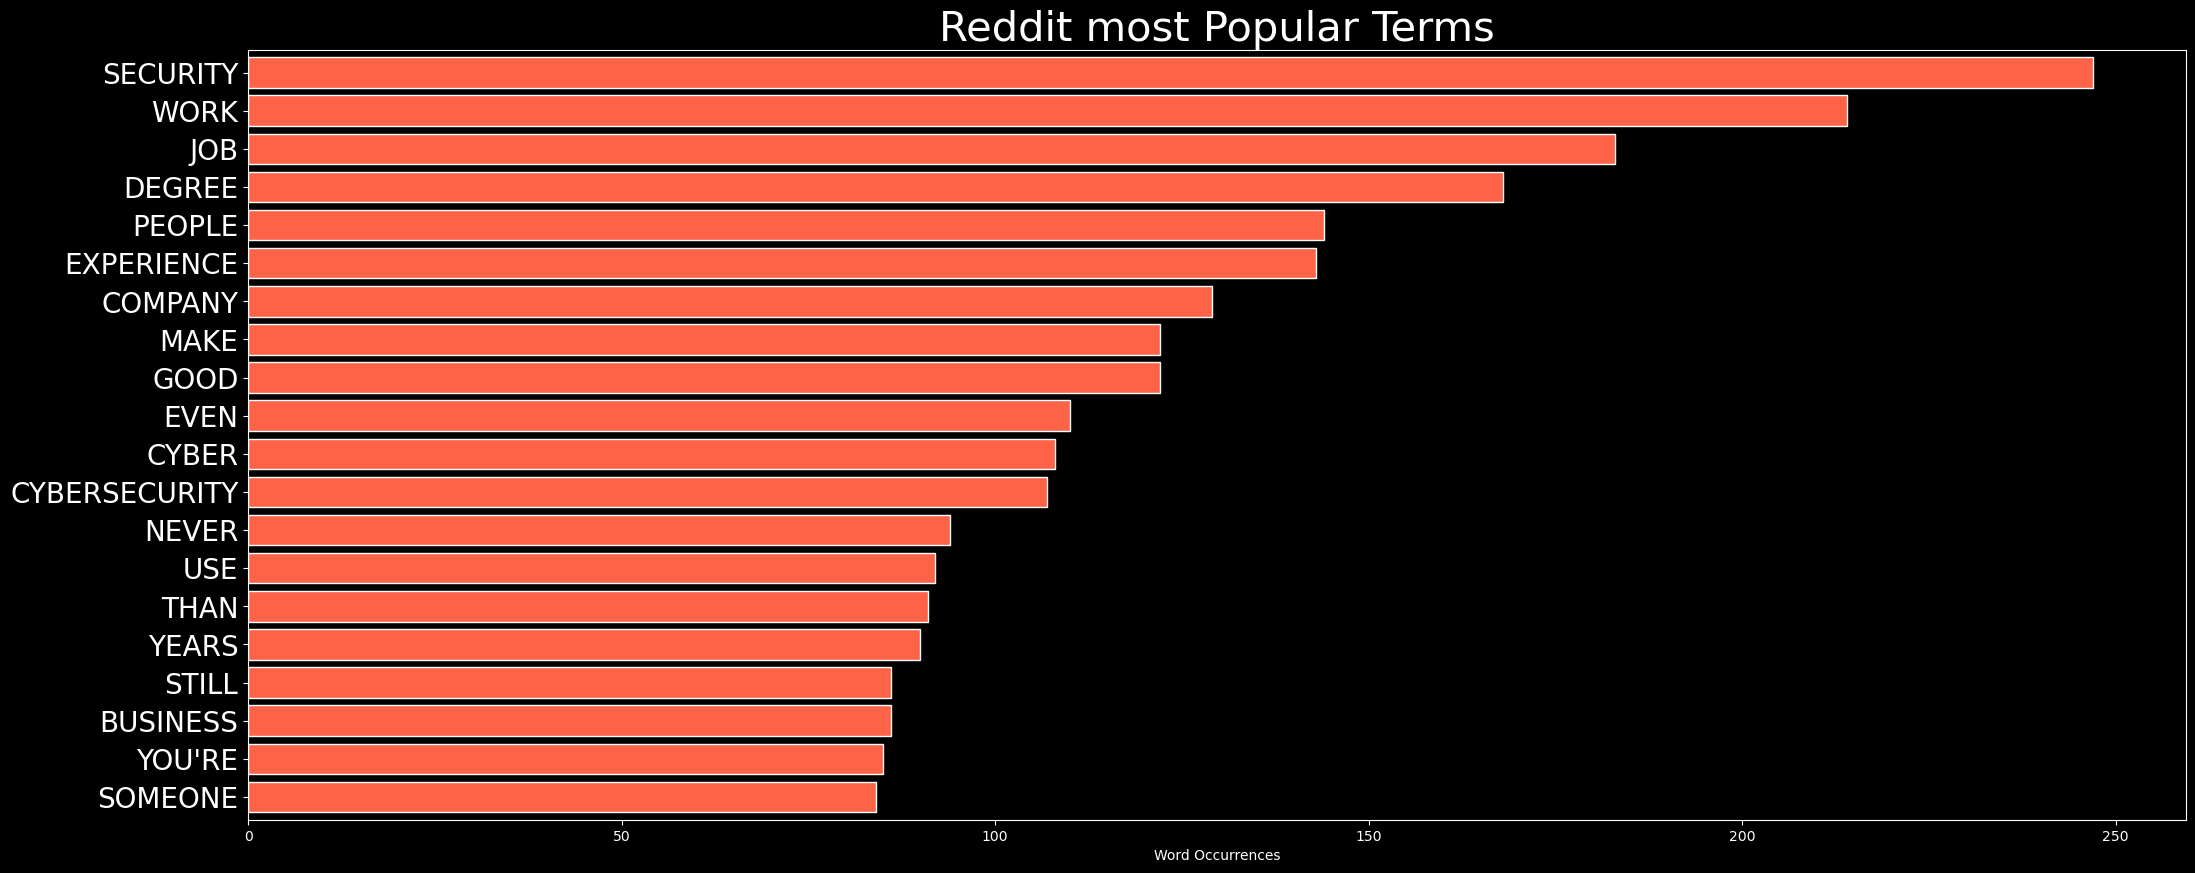 Reddit most Popular Terms
SECURITY
WORK
JOB
DEGREE
PEOPLE
EXPERIENCE
COMPANY
MAKE
GOOD
EVEN
CYBER
CYBERSECURITY
NEVER
USE
THAN
YEARS
STILL
BUSINESS
YOU'RE
SOMEONE
0 50 100 150 200 250
Word Occurrences